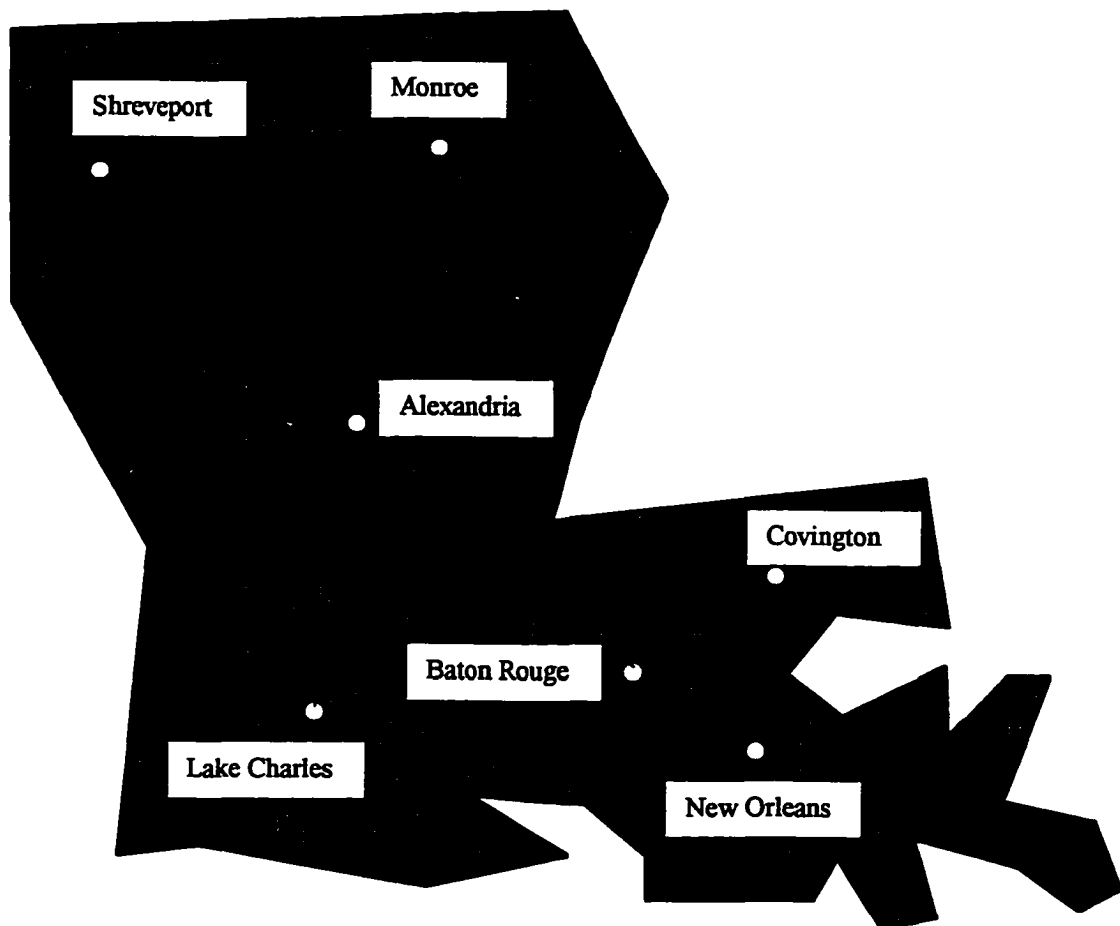 Monroe
Shreveport
Alexandria
Covington
Baton Rouge
Lake Charles
New Orleans